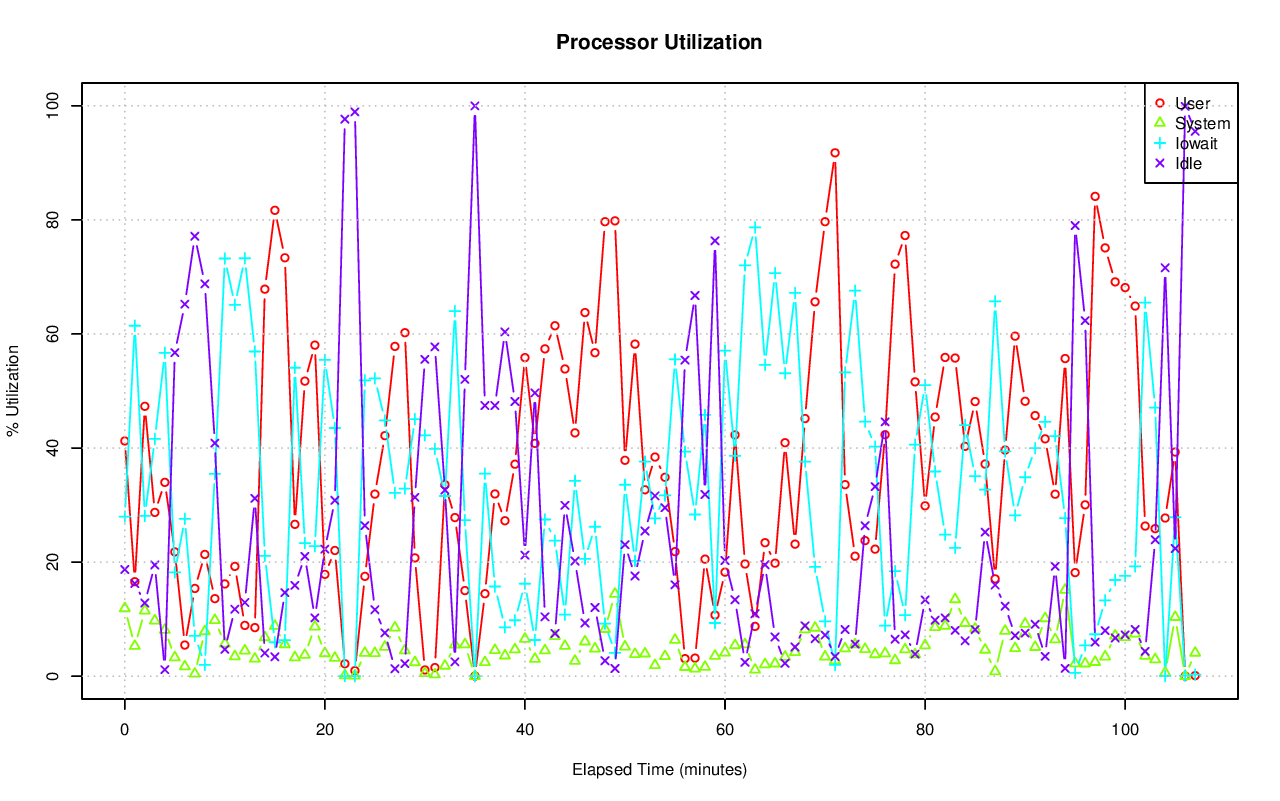 Processor Utilization
% Utilization
100
80
60
40
20
0
User
System
Iowait
Idle
0 20 40 60 80 100
Elapsed Time (minutes)